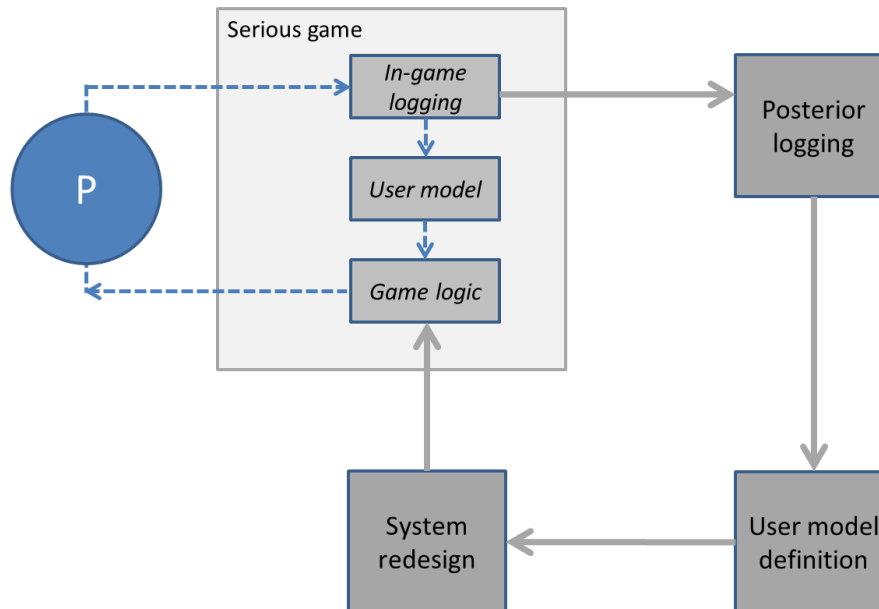 Serious game
In-game
logging
Posterior
logging
P
User model
Game logic
System
redesign
User model
definition